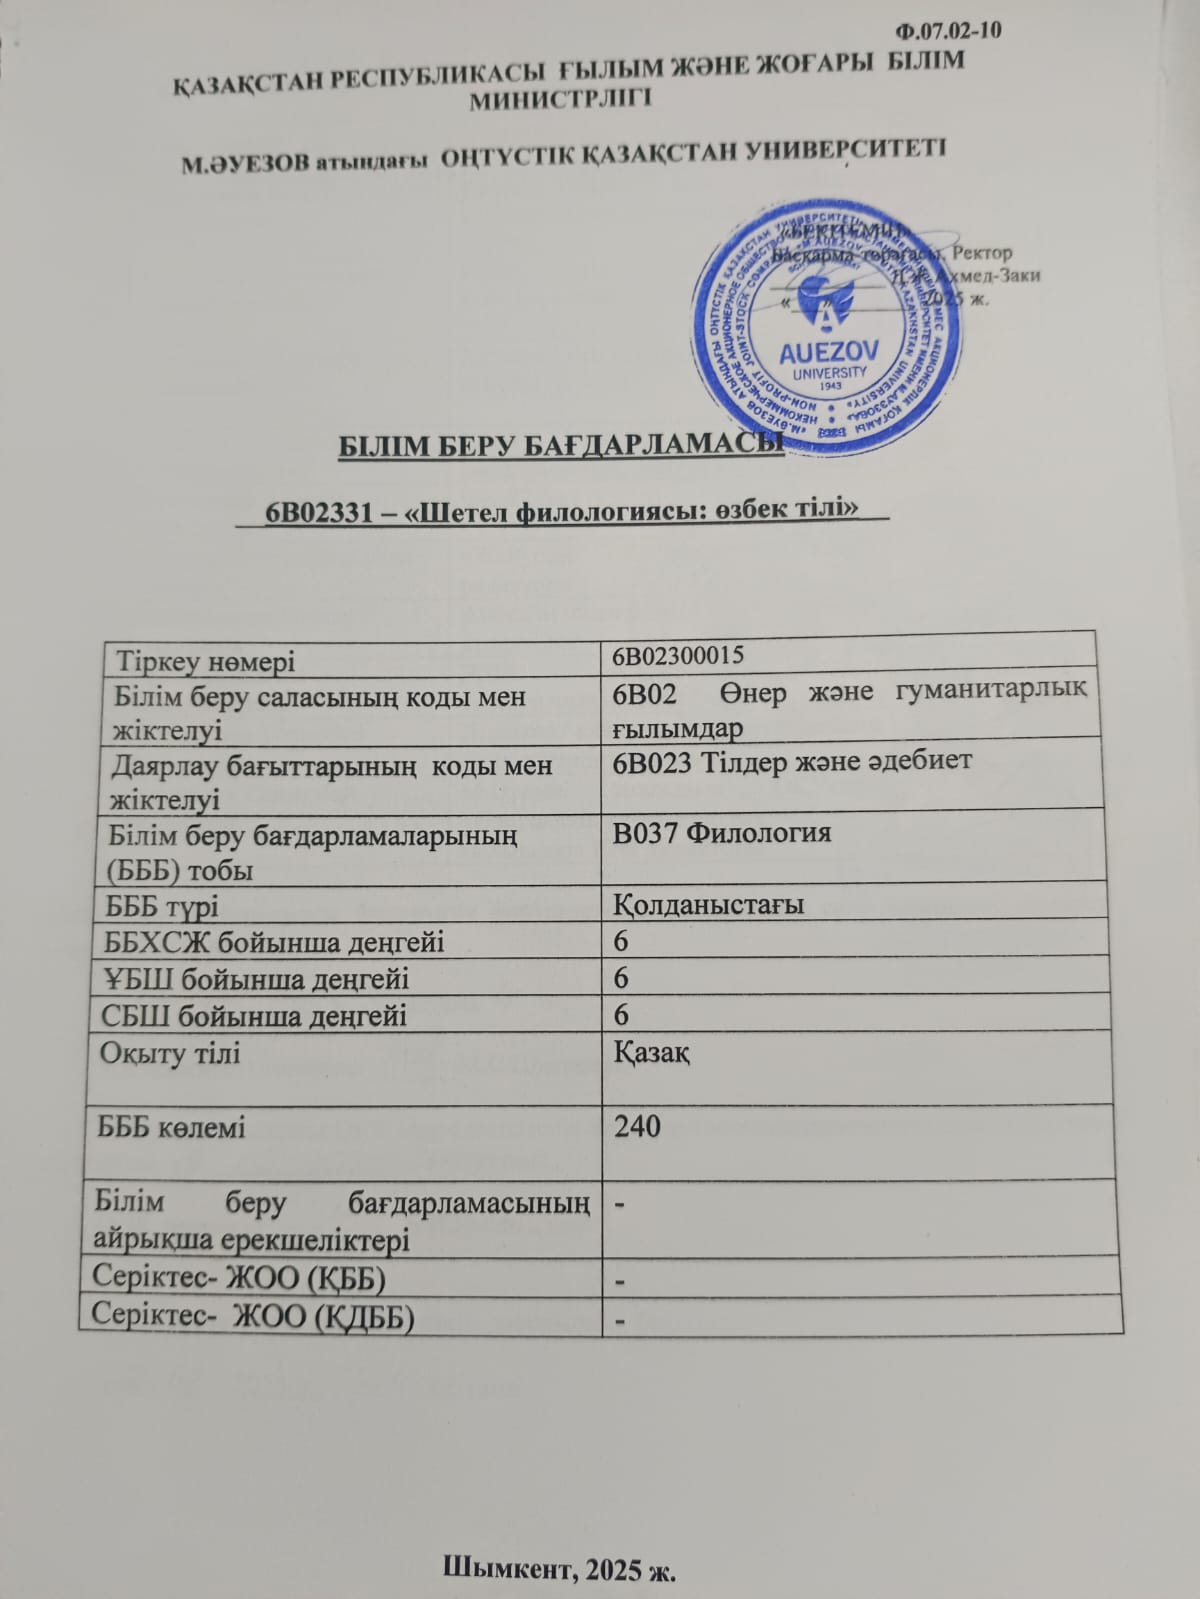 Ф.07.02-10
ҚАЗАҚСТАН РЕСПУБЛИКАСЫ ҒЫЛЫМ ЖӘНЕ ЖОҒАРЫ БІЛІМ
МИНИСТРЛІГІ
М.ӘУЕЗОВ атындағы ОҢТҮСТІК ҚАЗАҚСТАН УНИВЕРСИТЕТІ
«БЕКІТЕМІН»
Басқарма төрағасы, Ректор
Д.Ж. Ахмед-Заки
« » 2025 ж.
AUEZOV
UNIVERSITY
1943
БІЛІМ БЕРУ БАҒДАРЛАМАСЫ
6В02331 – «Шетел филологиясы: өзбек тілі»
Тіркеу нөмері
6В02300015
Білім беру саласының коды мен
жіктелуі
6В02 Өнер және гуманитарлық
ғылымдар
Даярлау бағыттарының коды мен
жіктелуі
6В023 Тілдер және әдебиет
Білім беру бағдарламаларының
(БББ) тобы
В037 Филология
БББ түрі
Қолданыстағы
ББХСЖ бойынша деңгейі
6
ҰБШ бойынша деңгейі
6
СБШ бойынша деңгейі
6
Оқыту тілі
Қазақ
БББ көлемі
240
Білім беру бағдарламасының
айрықша ерекшеліктері
-
Серіктес- ЖОО (ҚББ)
-
Серіктес- ЖОО (ҚДББ)
-
Шымкент, 2025 ж.